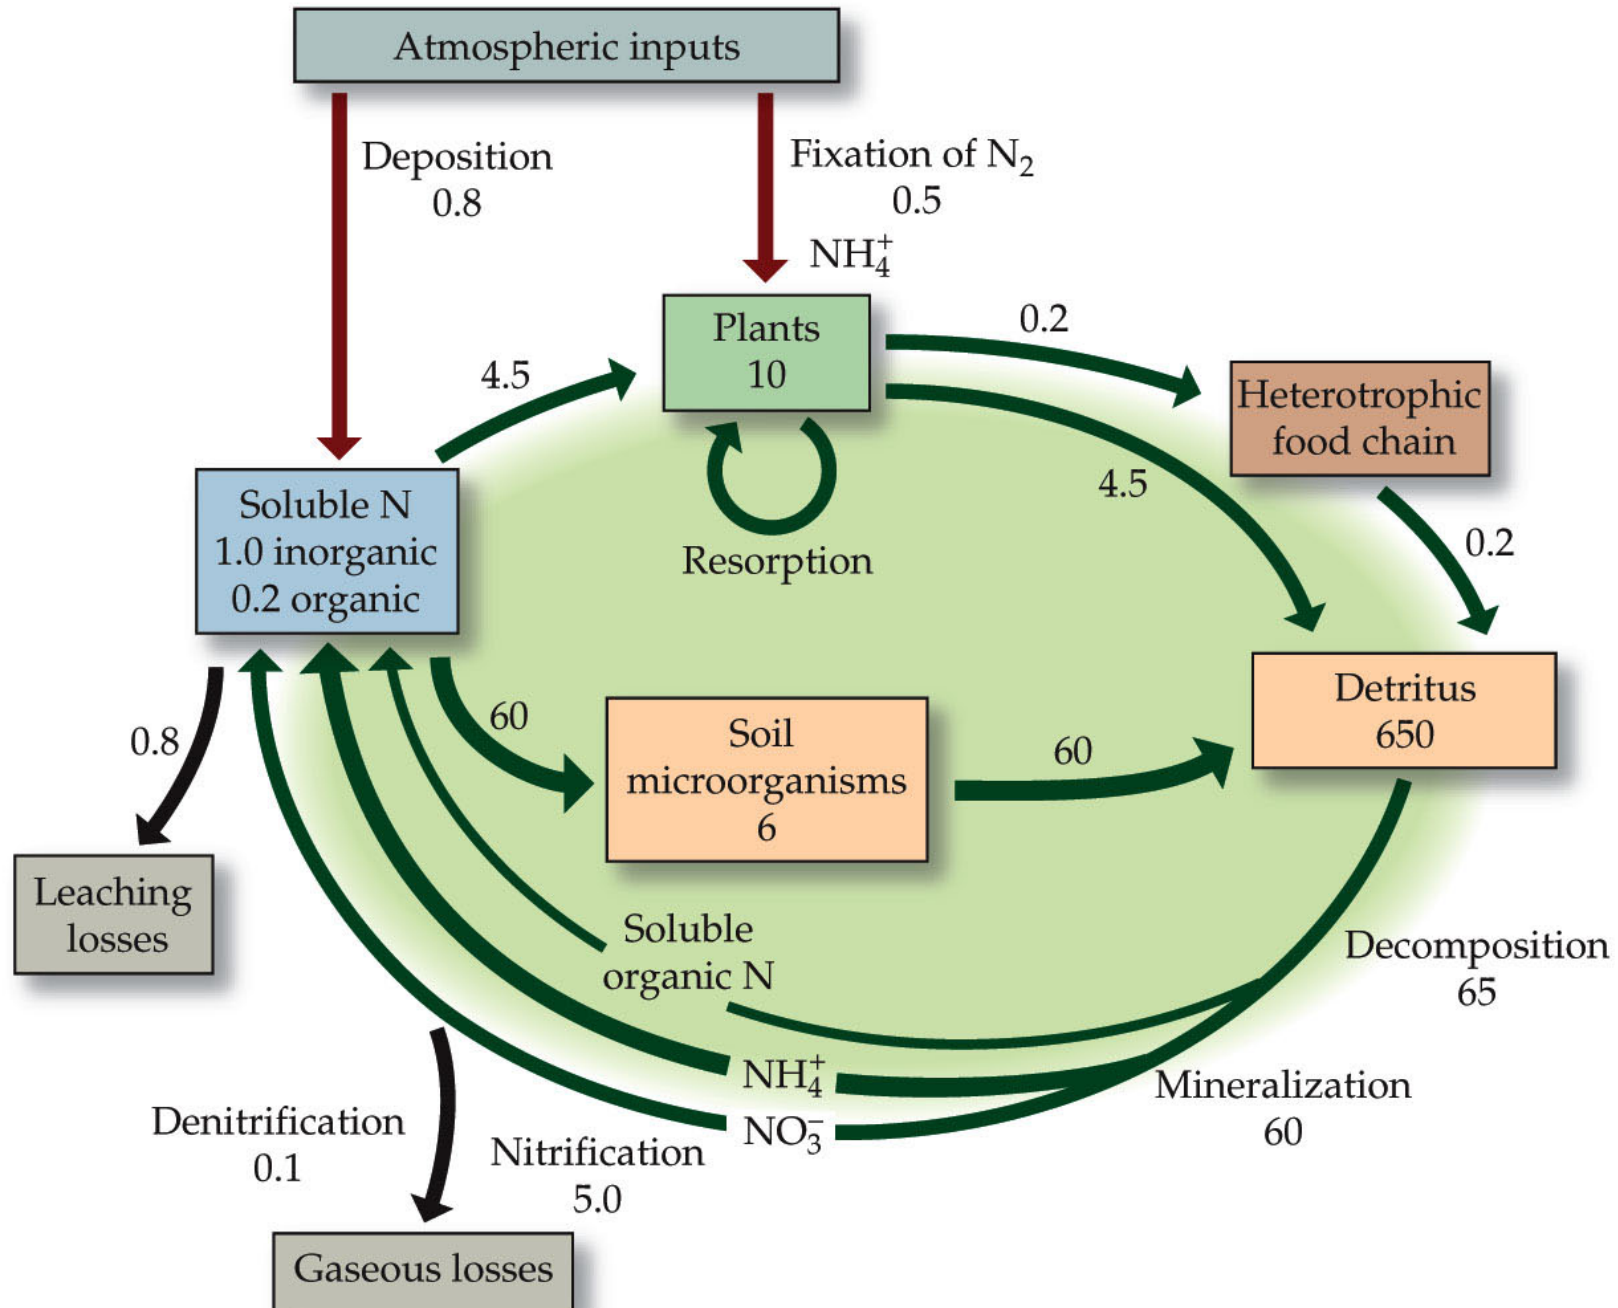 Atmospheric inputs
Deposition
0.8
Fixation of N₂
0.5
NH₄⁺
Plants
10
0.2
4.5
Heterotrophic
food chain
4.5
Resorption
0.2
Soluble N
1.0 inorganic
0.2 organic
60
Soil
microorganisms
6
60
Detritus
650
0.8
Leaching
losses
Soluble
organic N
Decomposition
65
NH₄⁺
NO₃⁻
Mineralization
60
Denitrification
0.1
Nitrification
5.0
Gaseous losses